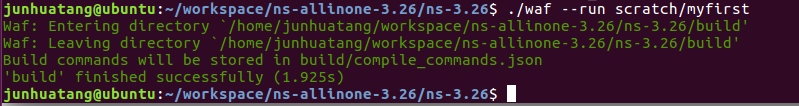 junhuatang@ubuntu:~/workspace/ns-allinone-3.26/ns-3.26$ ./waf --run scratch/myfirst
Waf: Entering directory `/home/junhuatang/workspace/ns-allinone-3.26/ns-3.26/build'
Waf: Leaving directory `/home/junhuatang/workspace/ns-allinone-3.26/ns-3.26/build'
Build commands will be stored in build/compile_commands.json
'build' finished successfully (1.925s)
junhuatang@ubuntu:~/workspace/ns-allinone-3.26/ns-3.26$